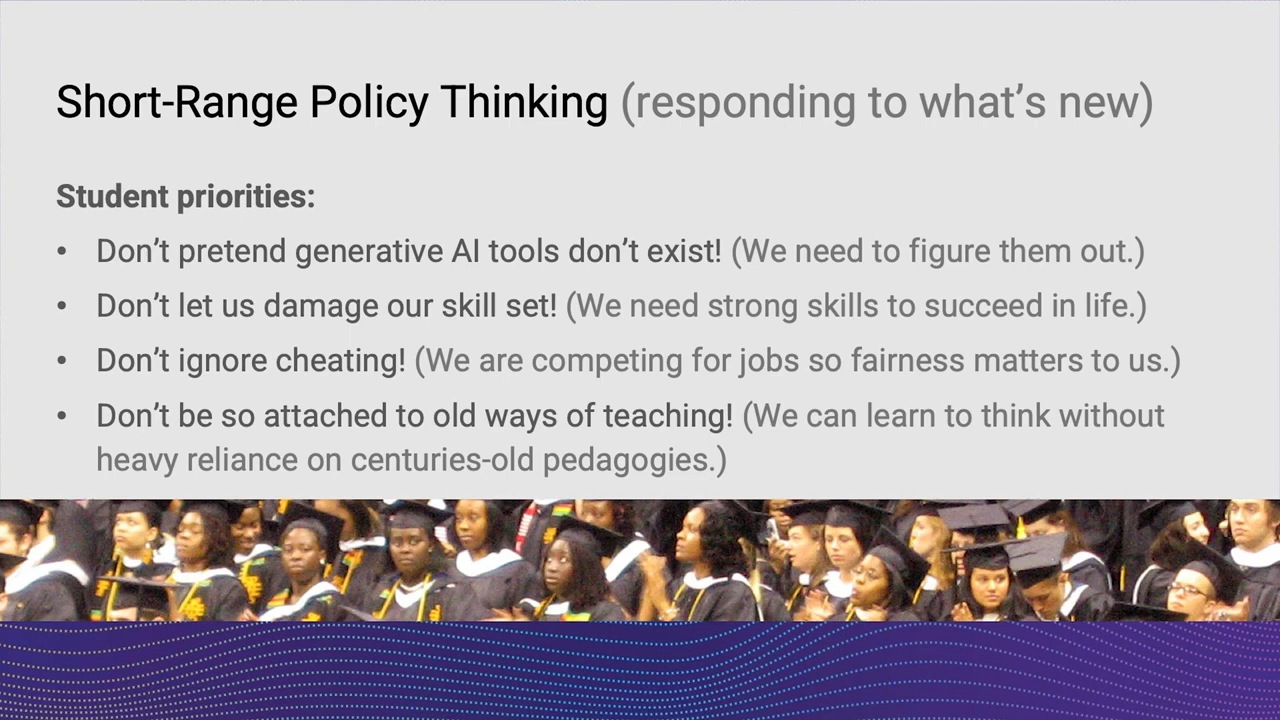 Short-Range Policy Thinking (responding to what’s new)
Student priorities:
• Don’t pretend generative AI tools don’t exist! (We need to figure them out.)
• Don’t let us damage our skill set! (We need strong skills to succeed in life.)
• Don’t ignore cheating! (We are competing for jobs so fairness matters to us.)
• Don’t be so attached to old ways of teaching! (We can learn to think without
heavy reliance on centuries-old pedagogies.)